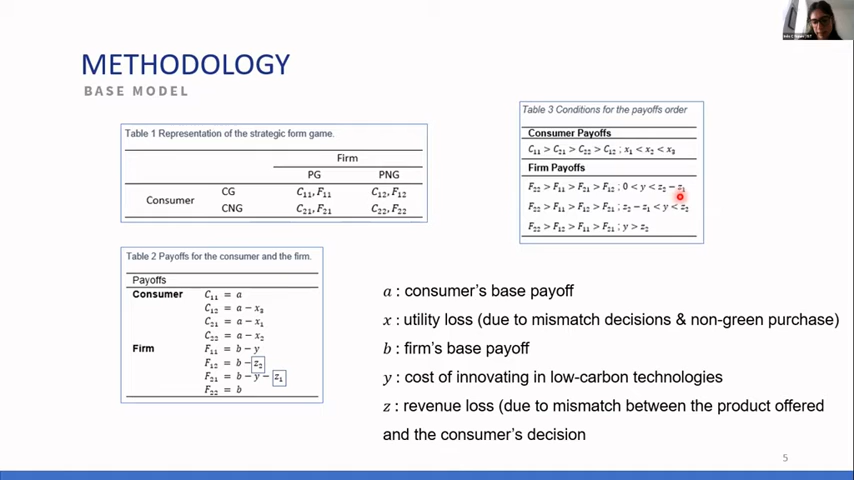 METHODOLOGY
BASE MODEL
Table 1 Representation of the strategic form game.
Firm
PG PNG
Consumer
CG C₁₁, F₁₁ C₁₂, F₁₂
CNG C₂₁, F₂₁ C₂₂, F₂₂
Table 2 Payoffs for the consumer and the firm.
Payoffs
Consumer C₁₁ = a
C₁₂ = a − x₃
C₂₁ = a − x₁
C₂₂ = a − x₂
Firm F₁₁ = b − y
F₁₂ = b − z₂
F₂₁ = b − y − z₁
F₂₂ = b
Table 3 Conditions for the payoffs order
Consumer Payoffs
C₁₁ > C₂₁ > C₂₂ > C₁₂ ; x₁ < x₂ < x₃
Firm Payoffs
F₂₂ > F₁₁ > F₂₁ > F₁₂ ; 0 < y < z₂ − z₁
F₂₂ > F₁₁ > F₁₂ > F₂₁ ; z₂ − z₁ < y < z₂
F₂₂ > F₁₂ > F₁₁ > F₂₁ ; y > z₂
a : consumer's base payoff
x : utility loss (due to mismatch decisions & non-green purchase)
b : firm's base payoff
y : cost of innovating in low-carbon technologies
z : revenue loss (due to mismatch between the product offered
and the consumer's decision
5